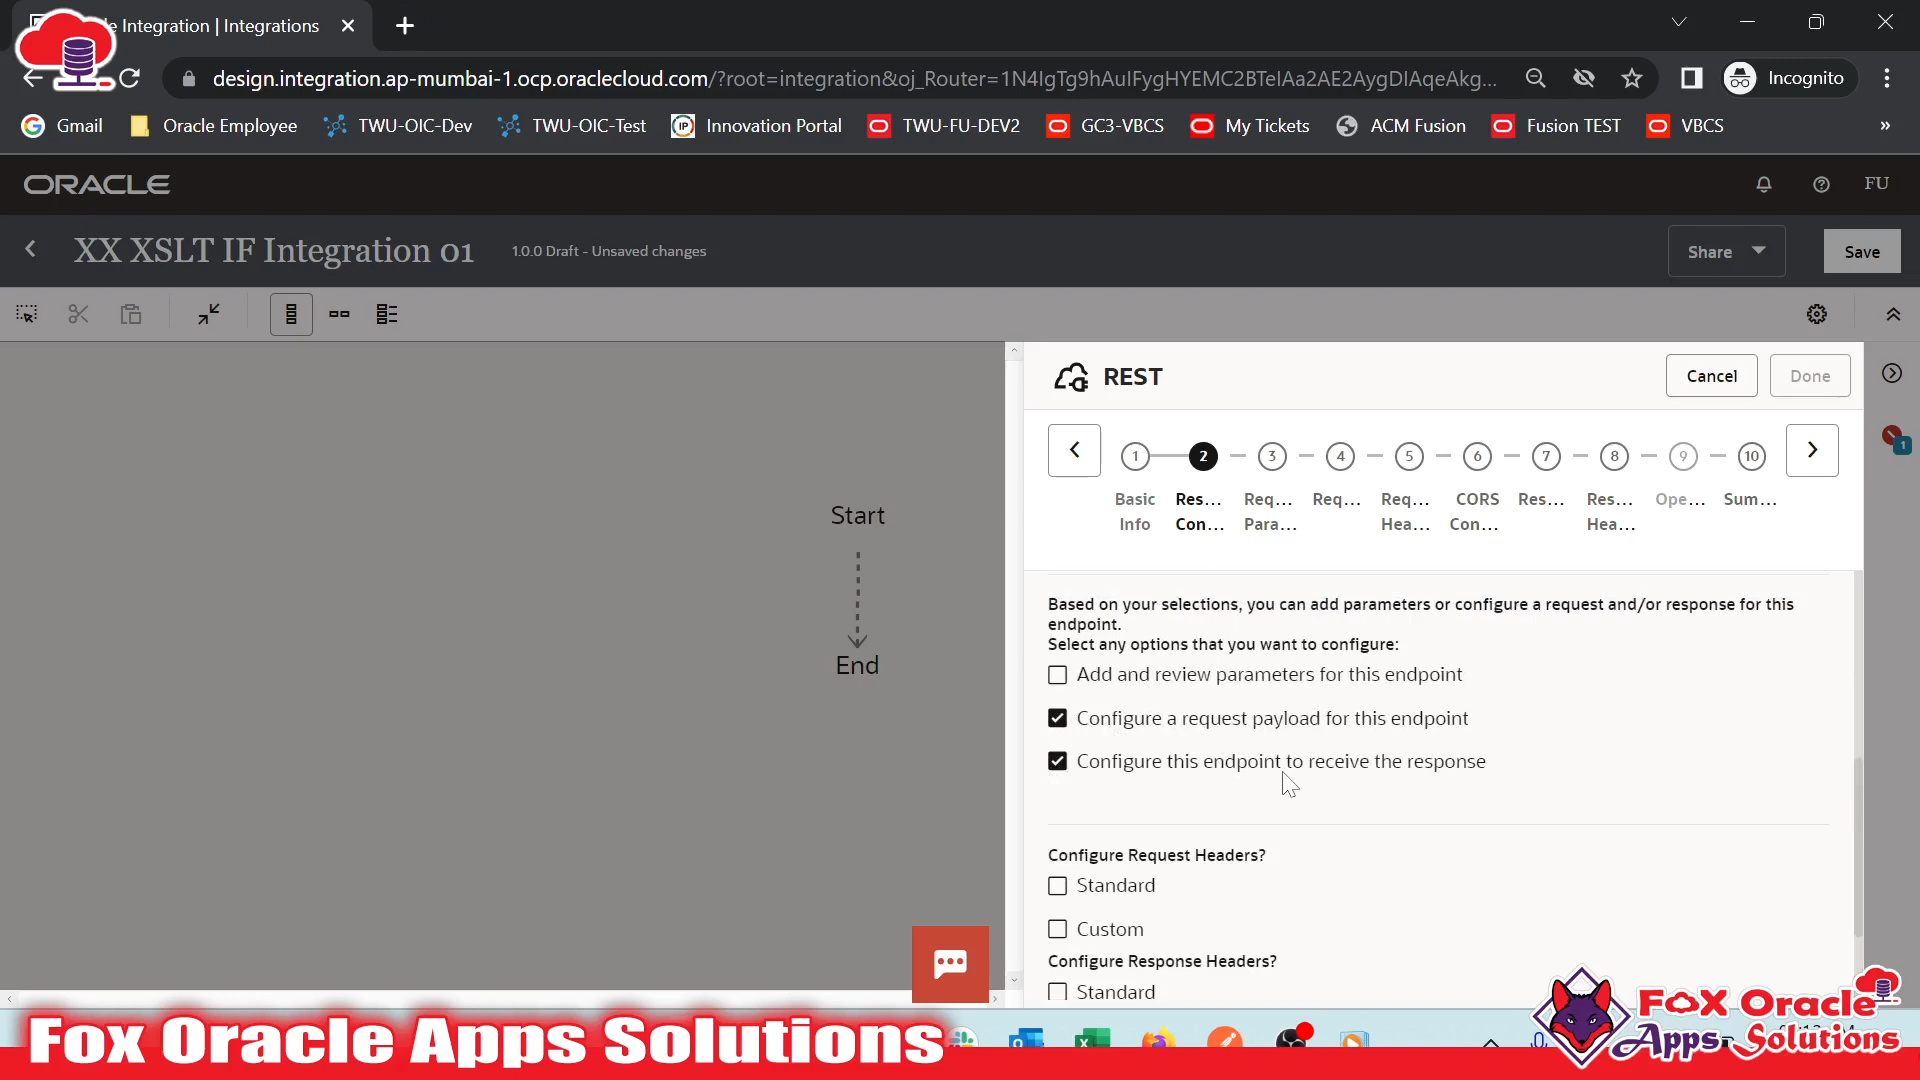 e Integration | Integrations
design.integration.ap-mumbai-1.ocp.oraclecloud.com/?root=integration&oj_Router=1N4IgTg9hAuIFygHYEMC2BTeIAa2AE2AygDIAqeAkg...
Incognito
Gmail
Oracle Employee
TWU-OIC-Dev
TWU-OIC-Test
Innovation Portal
TWU-FU-DEV2
GC3-VBCS
My Tickets
ACM Fusion
Fusion TEST
VBCS
»
ORACLE
FU
XX XSLT IF Integration 01
1.0.0 Draft - Unsaved changes
Share
Save
REST
Cancel
Done
1
2
3
4
5
6
7
8
9
10
Basic Info
Res... Con...
Req... Para...
Req...
Req... Hea...
CORS Con...
Res...
Res... Hea...
Ope...
Sum...
1
Start
End
Based on your selections, you can add parameters or configure a request and/or response for this
endpoint.
Select any options that you want to configure:
Add and review parameters for this endpoint
Configure a request payload for this endpoint
Configure this endpoint to receive the response
Configure Request Headers?
Standard
Custom
Configure Response Headers?
Standard
Fox Oracle Apps Solutions
FoX Oracle
Apps Solutions